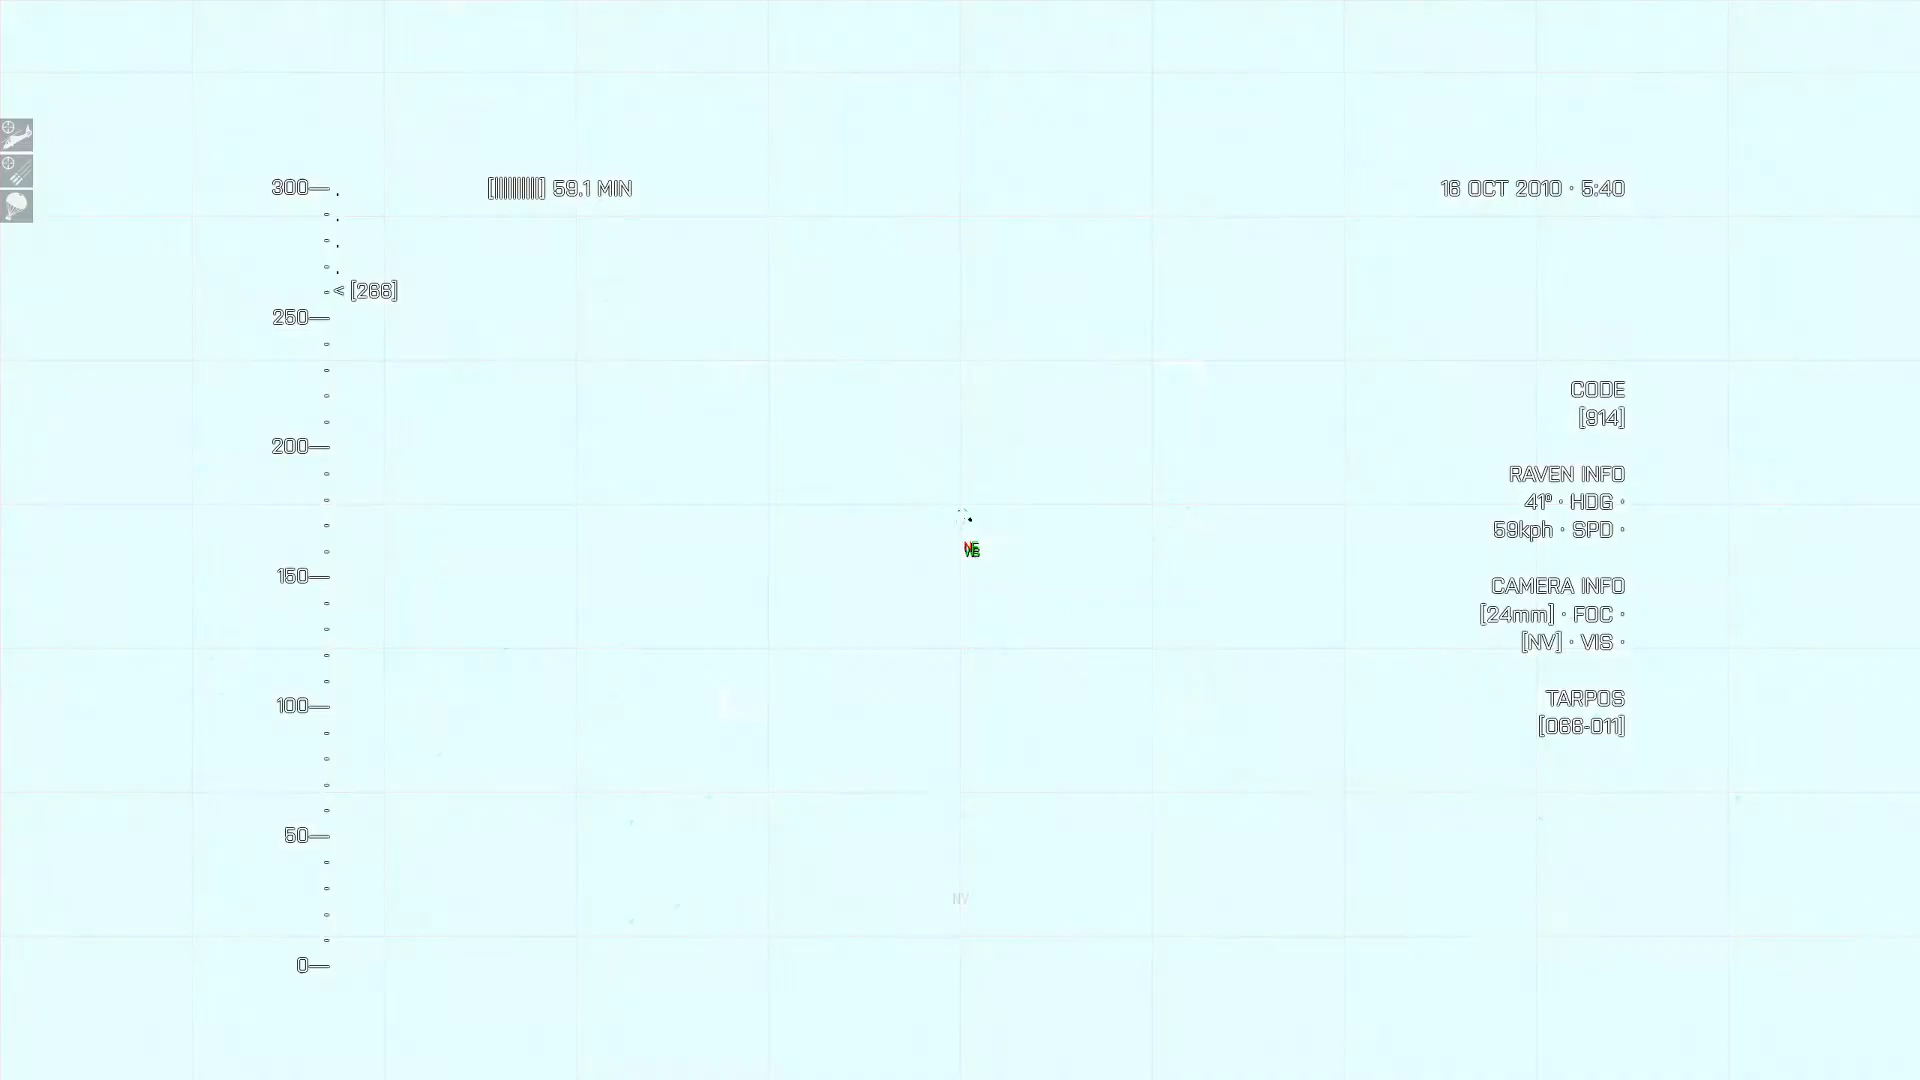 300
[||||||||||] 59.1 MIN
16 OCT 2010 · 5:40
< [266]
250
CODE
[914]
200
RAVEN INFO
41º · HDG ·
59kph · SPD ·
150
CAMERA INFO
[24mm] · FOC ·
[NV] · VIS ·
100
TARPOS
[066-011]
50
NV
0